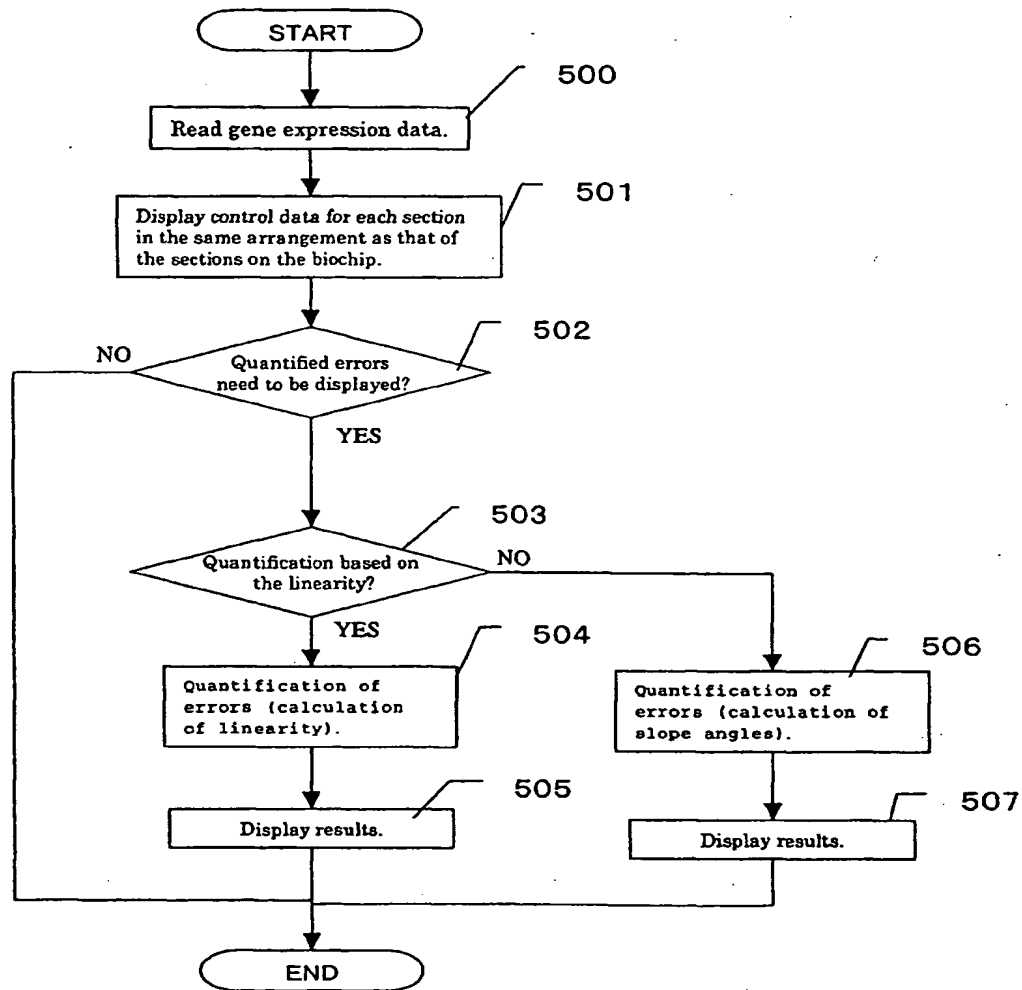 START
500
Read gene expression data.
501
Display control data for each section
in the same arrangement as that of
the sections on the biochip.
502
NO
Quantified errors
need to be displayed?
YES
503
Quantification based on
the linearity?
NO
YES
504
Quantification of
errors (calculation
of linearity).
506
Quantification of
errors (calculation of
slope angles).
505
Display results.
507
Display results.
END